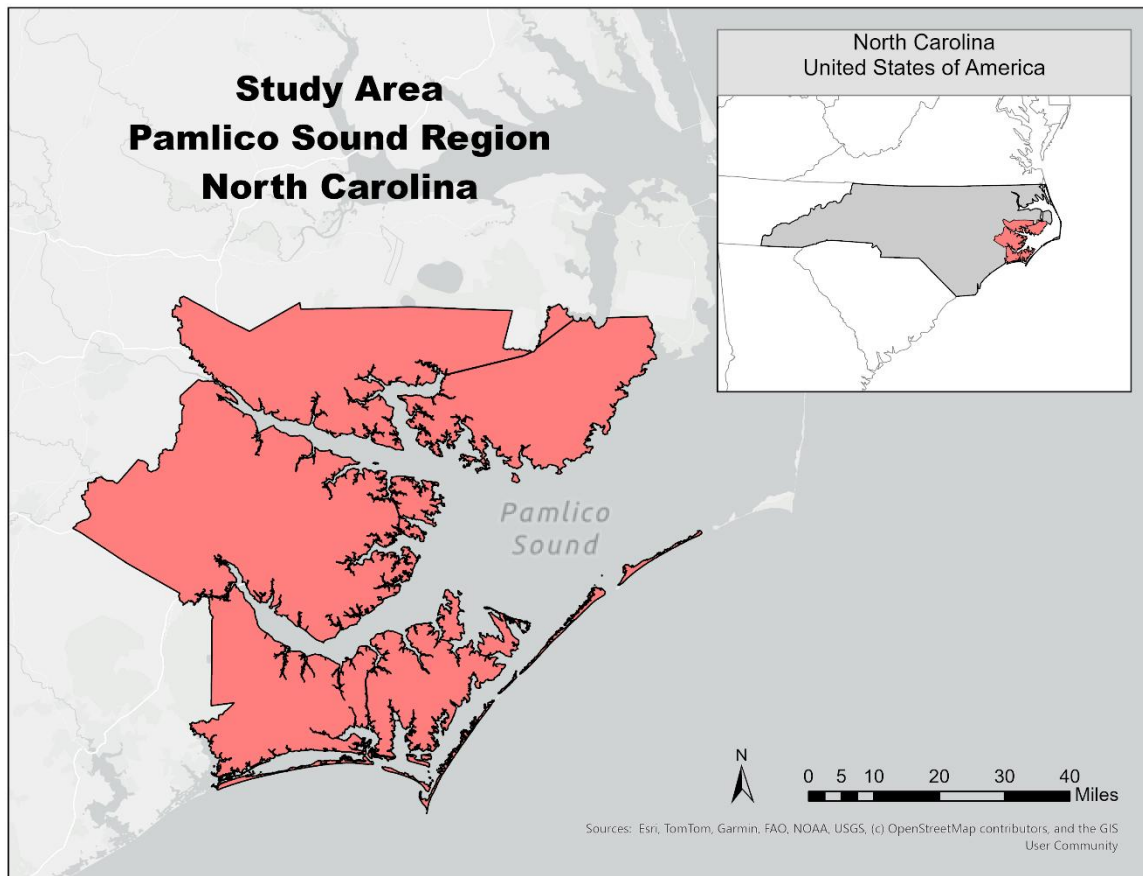 Study Area
Pamlico Sound Region
North Carolina
North Carolina
United States of America
Pamlico
Sound
N
0 5 10 20 30 40
Miles
Sources: Esri, TomTom, Garmin, FAO, NOAA, USGS, (c) OpenStreetMap contributors, and the GIS
User Community